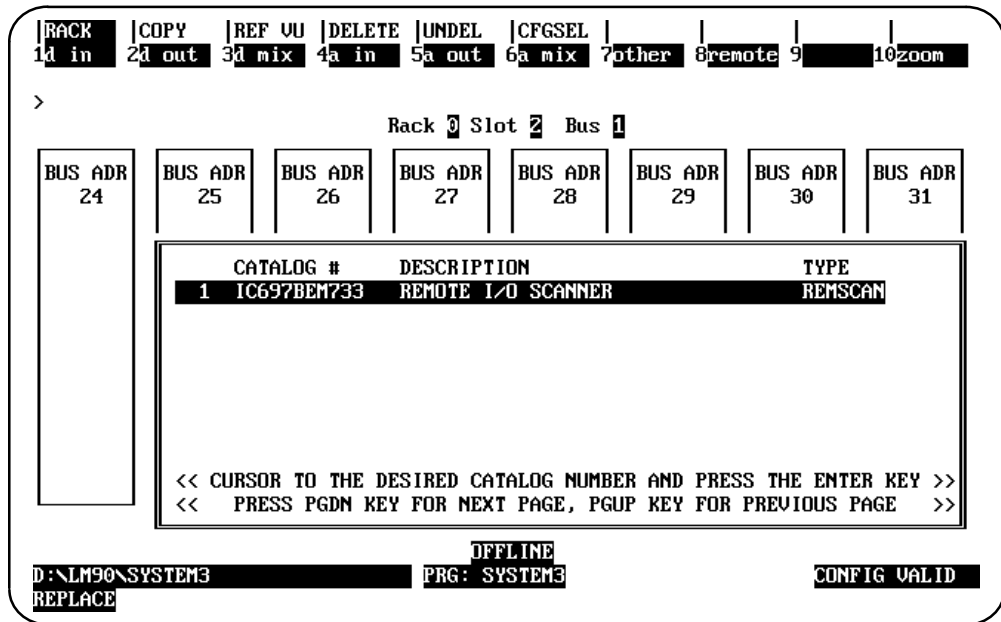 |RACK |COPY |REF VU |DELETE |UNDEL |CFGSEL | | | |
1d in 2d out 3d mix 4a in 5a out 6a mix 7other 8remote 9 10zoom
>
Rack 0 Slot 2 Bus 1
BUS ADR BUS ADR BUS ADR BUS ADR BUS ADR BUS ADR BUS ADR BUS ADR
24 25 26 27 28 29 30 31
CATALOG # DESCRIPTION TYPE
1 IC697BEM733 REMOTE I/O SCANNER REMSCAN
<< CURSOR TO THE DESIRED CATALOG NUMBER AND PRESS THE ENTER KEY >>
<< PRESS PGDN KEY FOR NEXT PAGE, PGUP KEY FOR PREVIOUS PAGE >>
OFFLINE
D:\LM90\SYSTEM3 PRG: SYSTEM3 CONFIG VALID
REPLACE